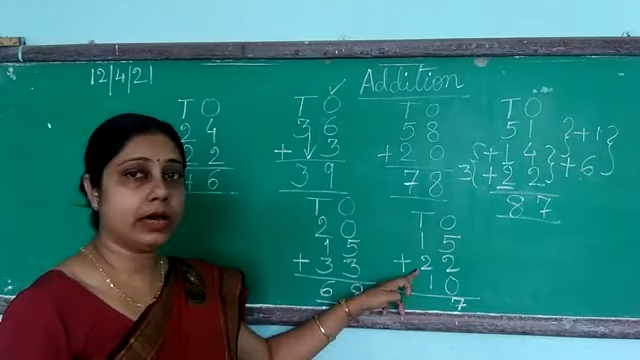 12/4/21
Addition
T O
2 4
2 2
4 6
T O
3 6
+ 3
3 9
T O
5 8
+ 2 0
7 8
T O
5 1
+ 1 4
+ 2 2
8 7
3
+ 1
+ 6
T O
2 0
1 5
+ 3 3
6 8
T O
1 5
+ 2 2
1 0
7